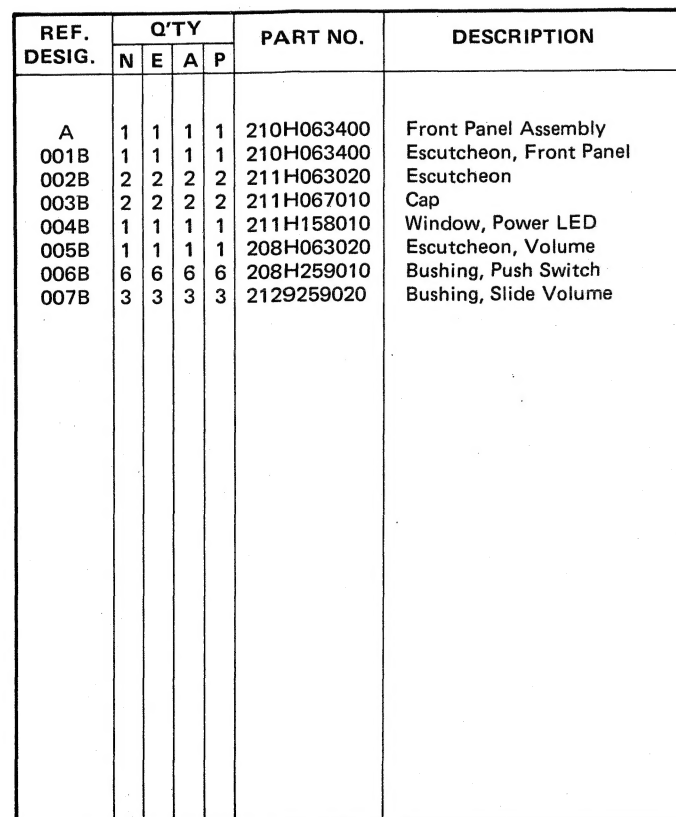 REF. DESIG. Q'TY PART NO. DESCRIPTION
N E A P
A 1 1 1 1 210H063400 Front Panel Assembly
001B 1 1 1 1 210H063400 Escutcheon, Front Panel
002B 2 2 2 2 211H063020 Escutcheon
003B 2 2 2 2 211H067010 Cap
004B 1 1 1 1 211H158010 Window, Power LED
005B 1 1 1 1 208H063020 Escutcheon, Volume
006B 6 6 6 6 208H259010 Bushing, Push Switch
007B 3 3 3 3 2129259020 Bushing, Slide Volume